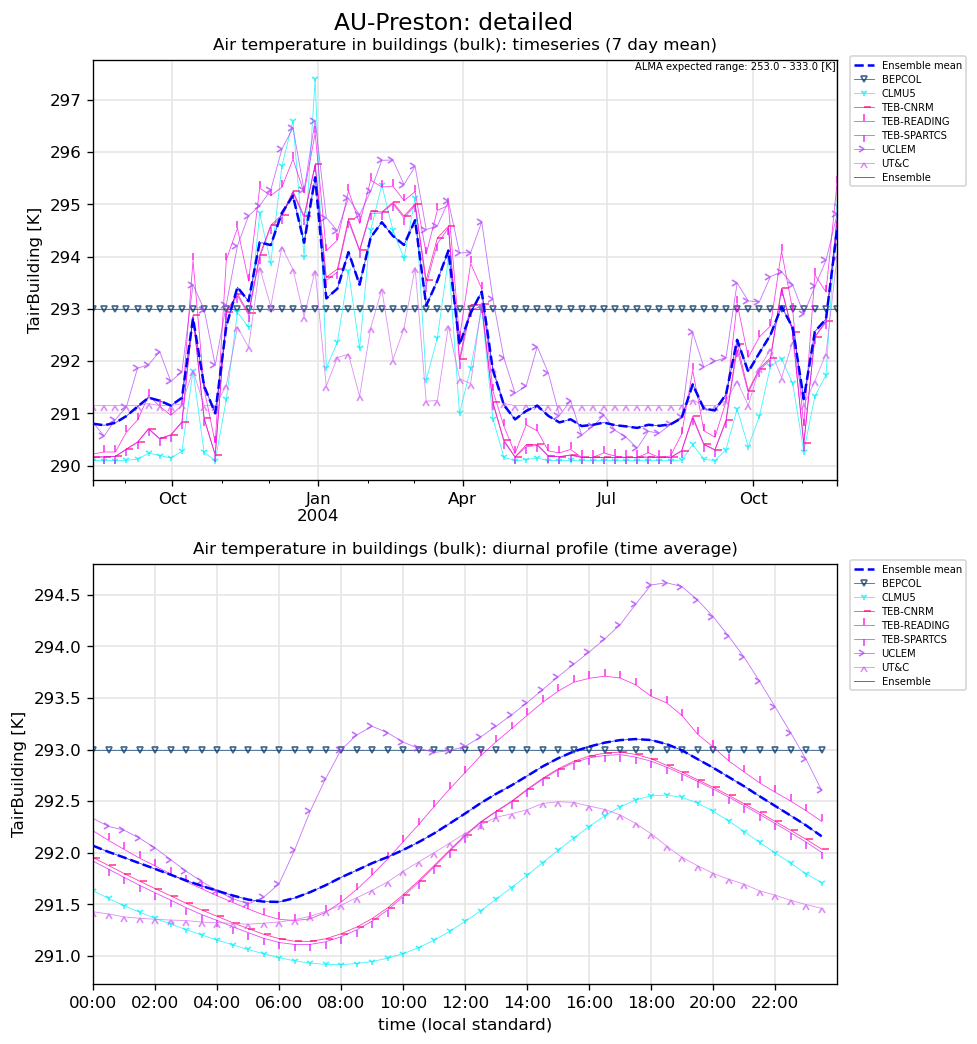 AU-Preston: detailed
Air temperature in buildings (bulk): timeseries (7 day mean)
ALMA expected range: 253.0 - 333.0 [K]
TairBuilding [K]
297
296
295
294
293
292
291
290
Oct
Jan
2004
Apr
Jul
Oct
Ensemble mean
BEPCOL
CLMU5
TEB-CNRM
TEB-READING
TEB-SPARTCS
UCLEM
UT&C
Ensemble
Air temperature in buildings (bulk): diurnal profile (time average)
TairBuilding [K]
294.5
294.0
293.5
293.0
292.5
292.0
291.5
291.0
00:00 02:00 04:00 06:00 08:00 10:00 12:00 14:00 16:00 18:00 20:00 22:00
time (local standard)
Ensemble mean
BEPCOL
CLMU5
TEB-CNRM
TEB-READING
TEB-SPARTCS
UCLEM
UT&C
Ensemble